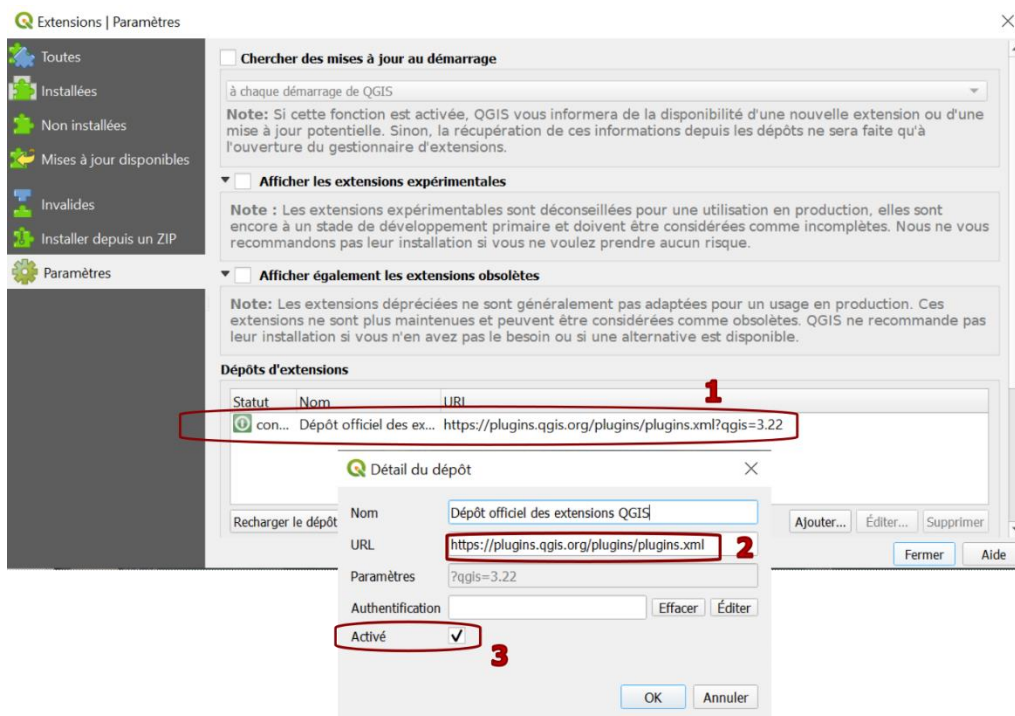 Extensions | Paramètres
Toutes
Installées
Non installées
Mises à jour disponibles
Invalides
Installer depuis un ZIP
Paramètres
Chercher des mises à jour au démarrage
à chaque démarrage de QGIS
Note: Si cette fonction est activée, QGIS vous informera de la disponibilité d'une nouvelle extension ou d'une
mise à jour potentielle. Sinon, la récupération de ces informations depuis les dépôts ne sera faite qu'à
l'ouverture du gestionnaire d'extensions.
Afficher les extensions expérimentales
Note : Les extensions expérimentables sont déconseillées pour une utilisation en production, elles sont
encore à un stade de développement primaire et doivent être considérées comme incomplètes. Nous ne vous
recommandons pas leur installation si vous ne voulez prendre aucun risque.
Afficher également les extensions obsolètes
Note: Les extensions dépréciées ne sont généralement pas adaptées pour un usage en production. Ces
extensions ne sont plus maintenues et peuvent être considérées comme obsolètes. QGIS ne recommande pas
leur installation si vous n'en avez pas le besoin ou si une alternative est disponible.
Dépôts d'extensions
1
Statut Nom URL
con... Dépôt officiel des ex... https://plugins.qgis.org/plugins/plugins.xml?qgis=3.22
Recharger le dépôt
Ajouter... Éditer... Supprimer
Fermer Aide
Détail du dépôt
Nom Dépôt officiel des extensions QGIS
URL https://plugins.qgis.org/plugins/plugins.xml 2
Paramètres ?qgis=3.22
Authentification Effacer Éditer
Activé
3
OK Annuler